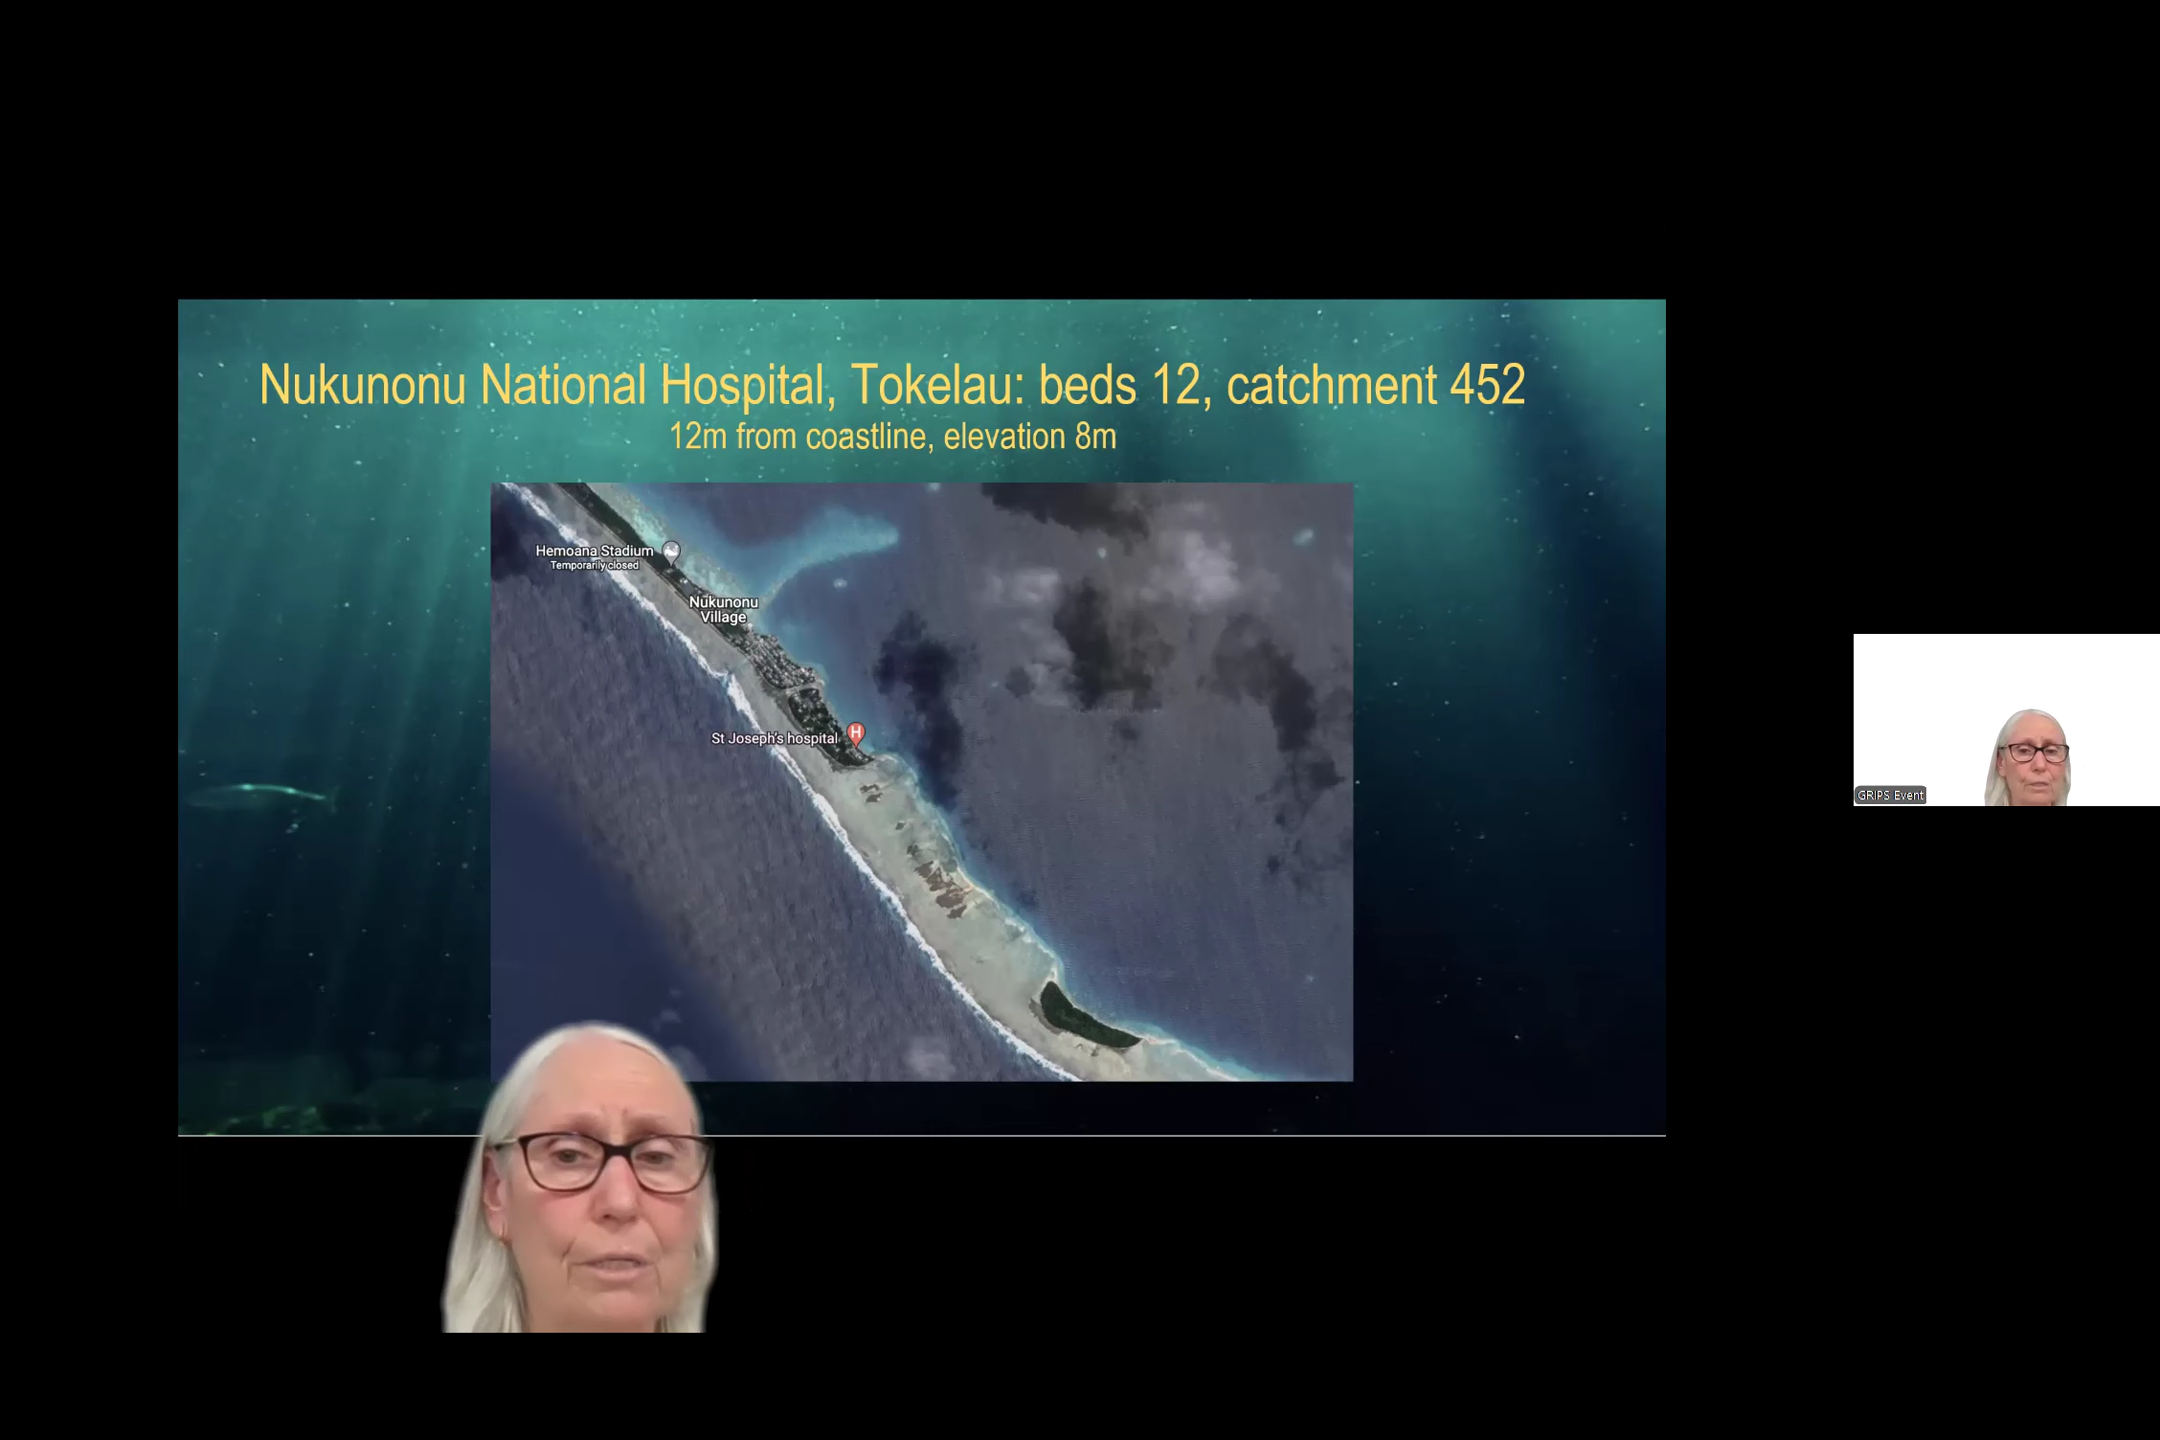 Nukunonu National Hospital, Tokelau: beds 12, catchment 452
12m from coastline, elevation 8m
Hemoana Stadium
Temporarily closed
Nukunonu
Village
St Joseph's hospital
H
GRIPS Event